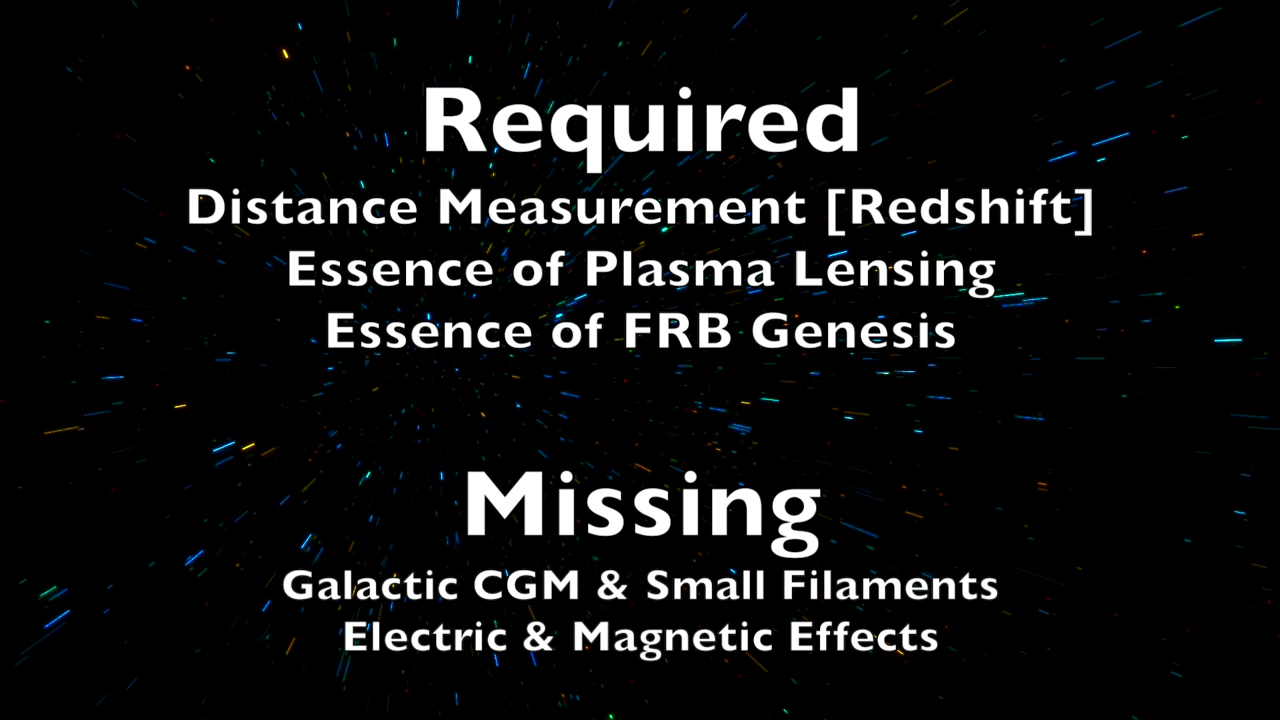 Required
Distance Measurement [Redshift]
Essence of Plasma Lensing
Essence of FRB Genesis
Missing
Galactic CGM & Small Filaments
Electric & Magnetic Effects